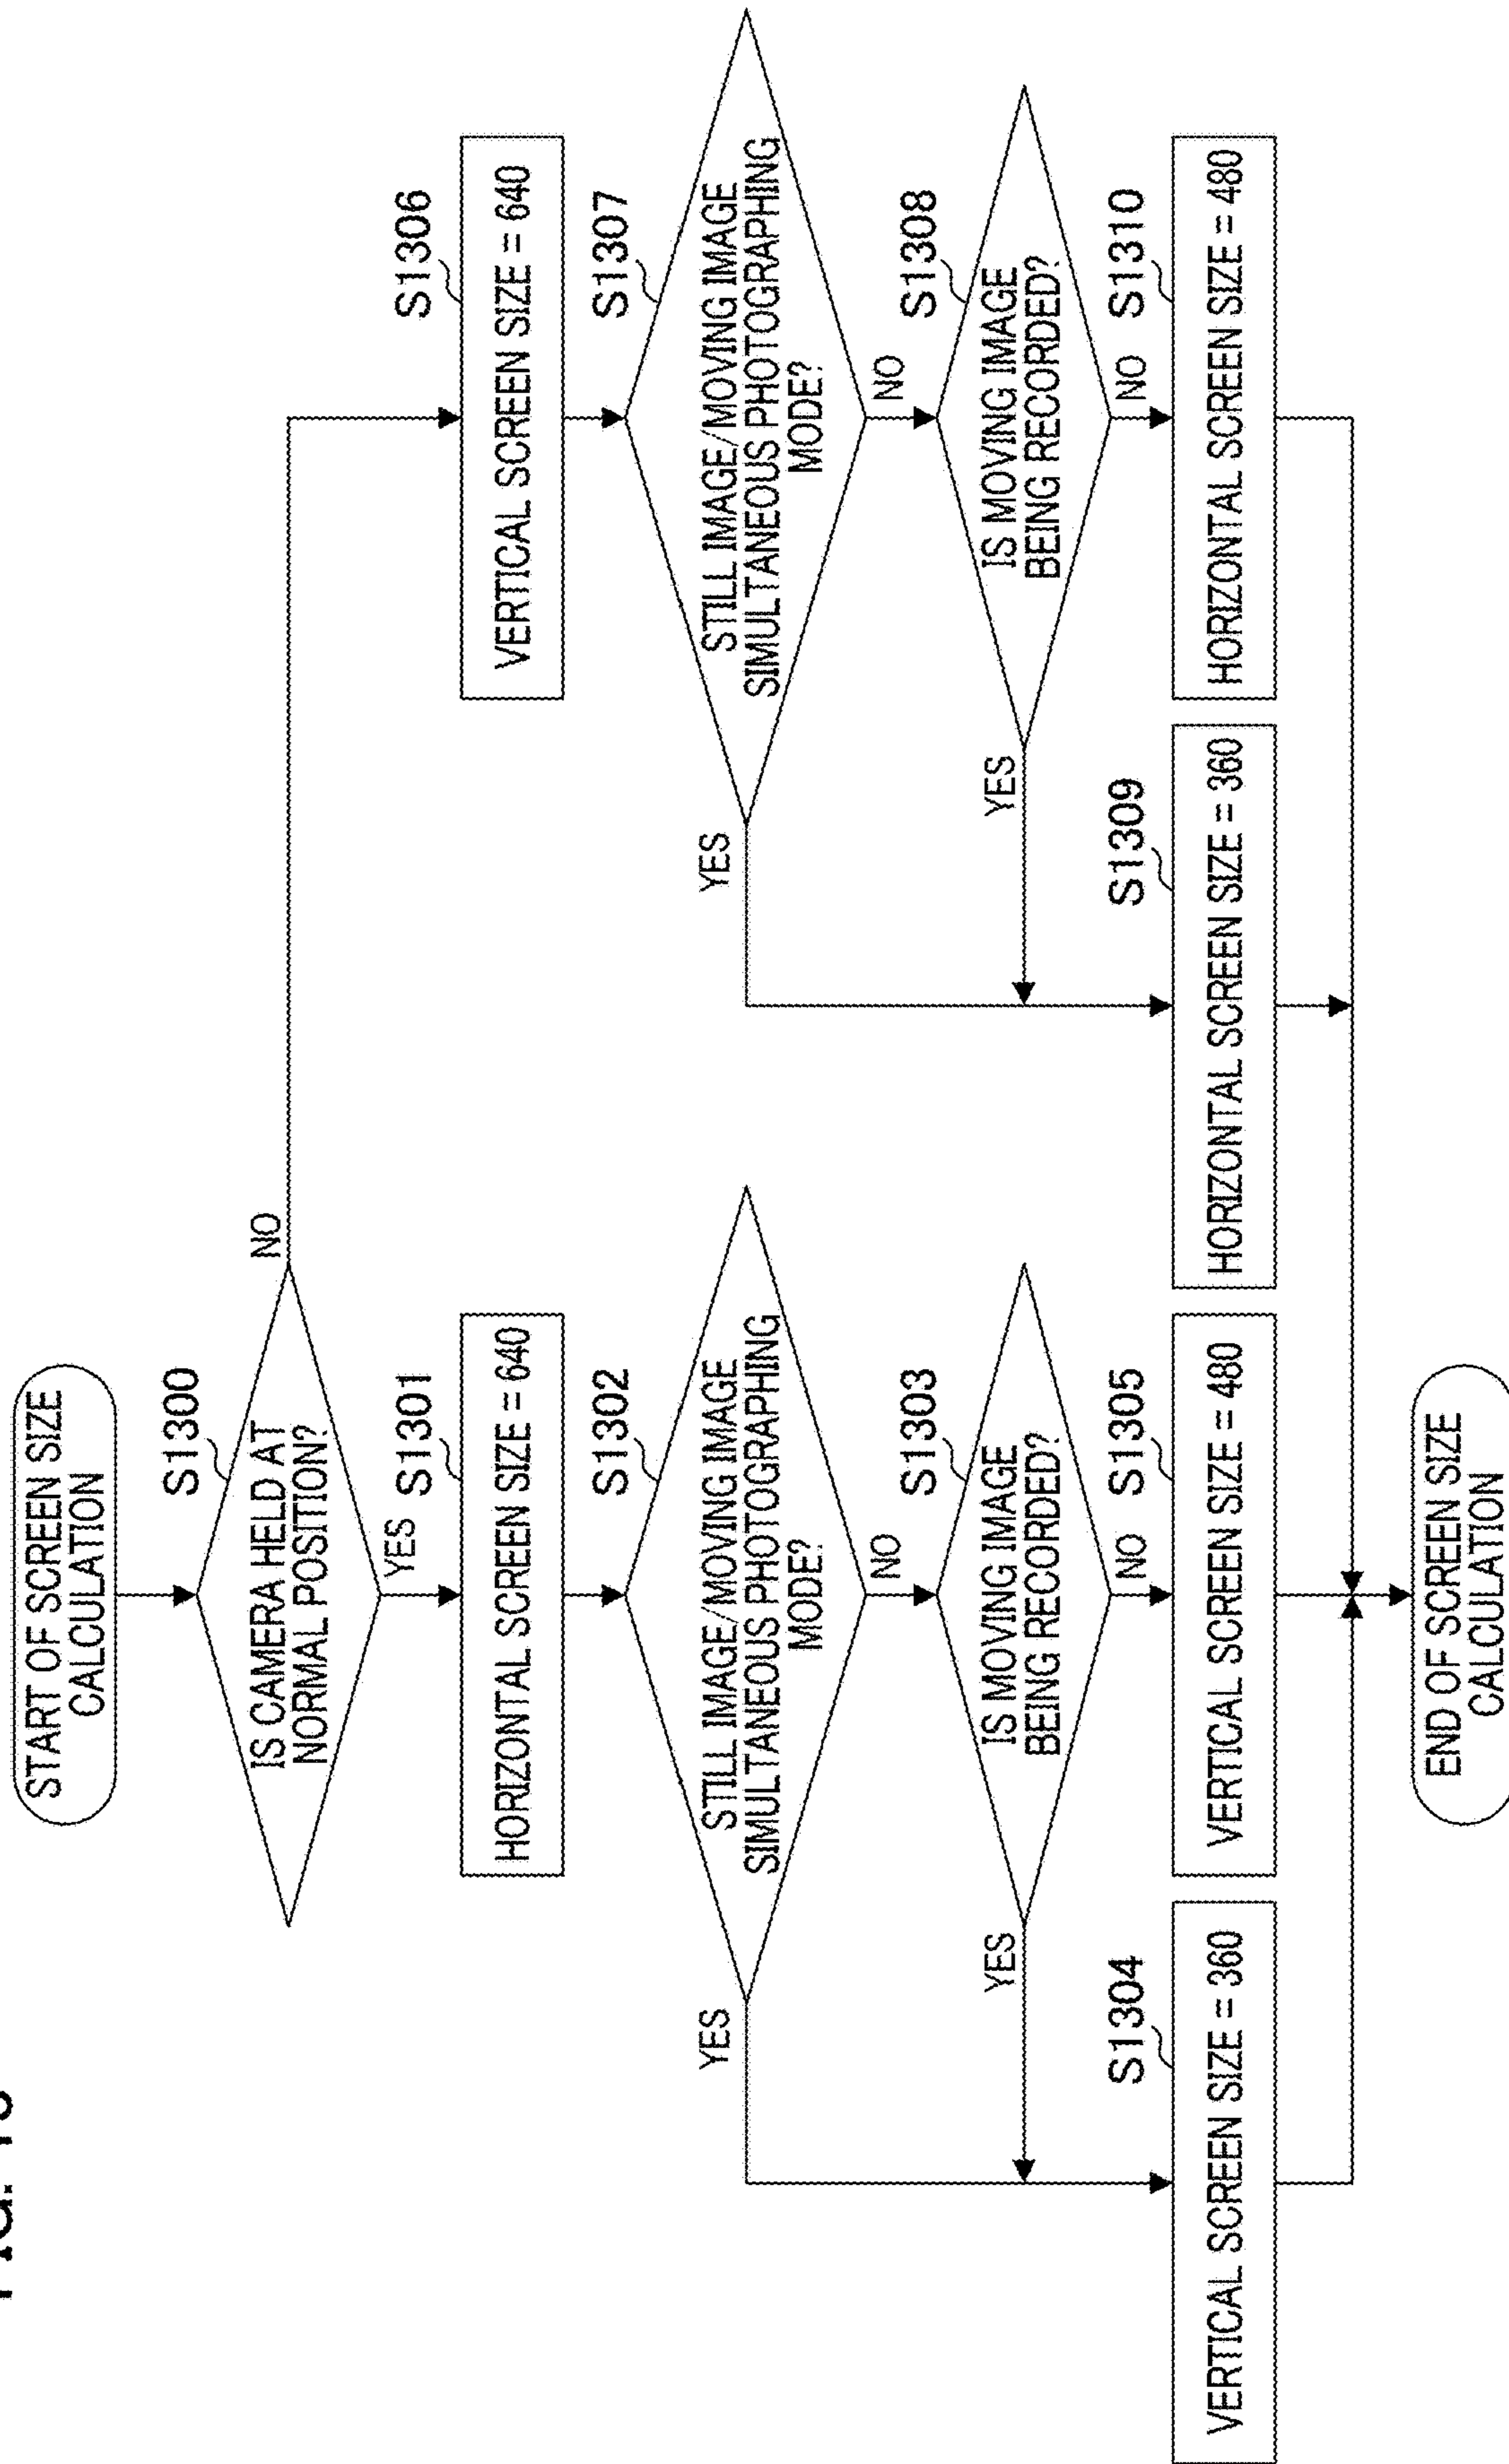 START OF SCREEN SIZE
CALCULATION
S1300
IS CAMERA HELD AT
NORMAL POSITION?
NO
YES
S1301
HORIZONTAL SCREEN SIZE = 640
S1302
STILL IMAGE/MOVING IMAGE
SIMULTANEOUS PHOTOGRAPHING
MODE?
YES
NO
S1303
IS MOVING IMAGE
BEING RECORDED?
YES
NO
S1304
VERTICAL SCREEN SIZE = 360
S1305
VERTICAL SCREEN SIZE = 480
S1306
VERTICAL SCREEN SIZE = 640
S1307
STILL IMAGE/MOVING IMAGE
SIMULTANEOUS PHOTOGRAPHING
MODE?
YES
NO
S1308
IS MOVING IMAGE
BEING RECORDED?
YES
NO
S1309
HORIZONTAL SCREEN SIZE = 360
S1310
HORIZONTAL SCREEN SIZE = 480
END OF SCREEN SIZE
CALCULATION